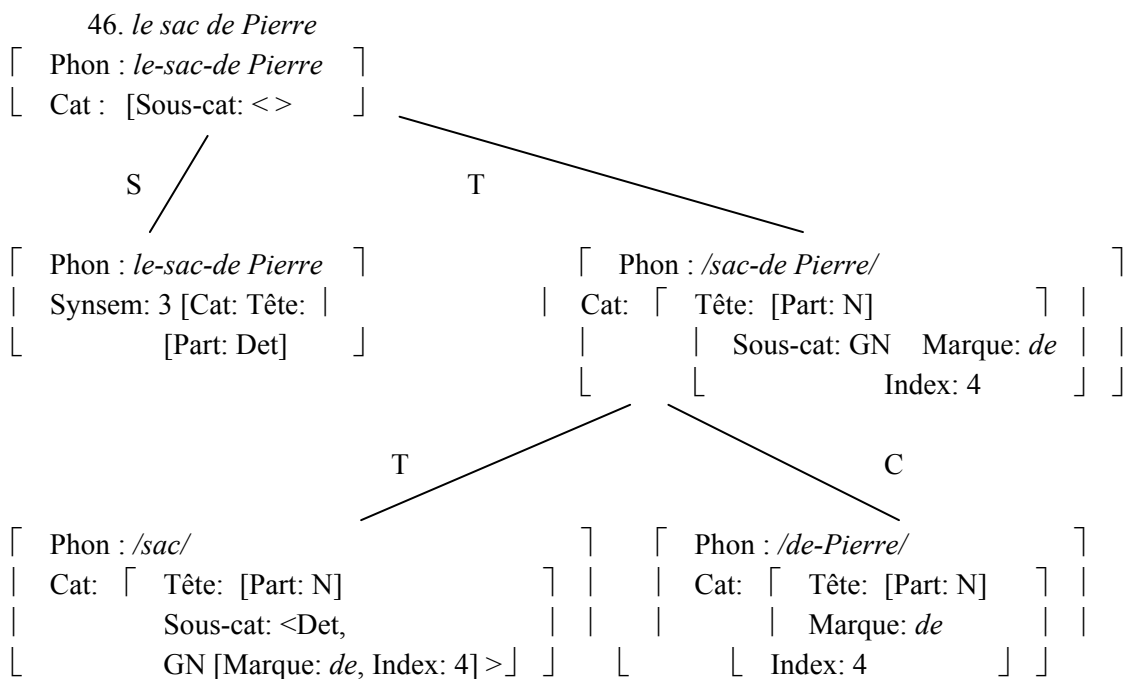 46. le sac de Pierre
⎡ Phon : le-sac-de Pierre ⎤
⎣ Cat : [Sous-cat: < > ⎦
S T
⎡ Phon : le-sac-de Pierre ⎤ ⎡ Phon : /sac-de Pierre/ ⎤
| Synsem: 3 [Cat: Tête: | | Cat: ⎡ Tête: [Part: N] ⎤ |
⎣ [Part: Det] ⎦ | | Sous-cat: GN Marque: de | |
⎣ ⎣ Index: 4 ⎦ ⎦
T C
⎡ Phon : /sac/ ⎤ ⎡ Phon : /de-Pierre/ ⎤
| Cat: ⎡ Tête: [Part: N] ⎤ | | Cat: ⎡ Tête: [Part: N] ⎤ |
| Sous-cat: <Det, | | | | Marque: de | |
⎣ GN [Marque: de, Index: 4] >⎦ ⎦ ⎣ ⎣ Index: 4 ⎦ ⎦